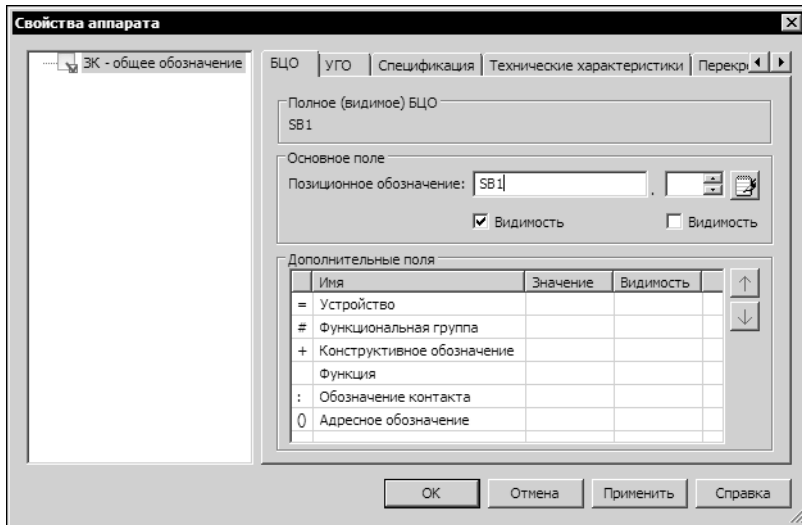 Свойства аппарата
ЗК - общее обозначение
БЦО УГО Спецификация Технические характеристики Перекр
Полное (видимое) БЦО
SB1
Основное поле
Позиционное обозначение: SB1 .
Видимость Видимость
Дополнительные поля
Имя Значение Видимость
= Устройство
# Функциональная группа
+ Конструктивное обозначение
Функция
: Обозначение контакта
() Адресное обозначение
OK Отмена Применить Справка